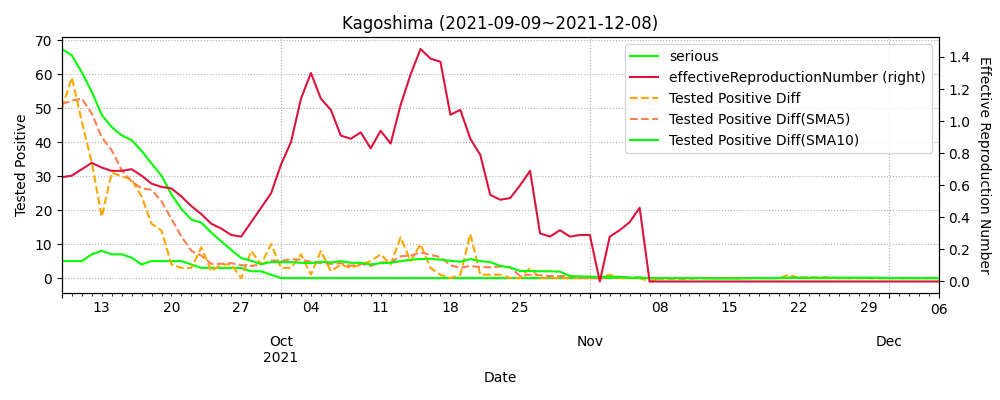 Kagoshima (2021-09-09~2021-12-08)
serious
effectiveReproductionNumber (right)
Tested Positive Diff
Tested Positive Diff(SMA5)
Tested Positive Diff(SMA10)
Tested Positive
70
60
50
40
30
20
10
0
Effective Reproduction Number
1.4
1.2
1.0
0.8
0.6
0.4
0.2
0.0
13 20 27 04 11 18 25 08 15 22 29 06
Oct Nov Dec
2021
Date